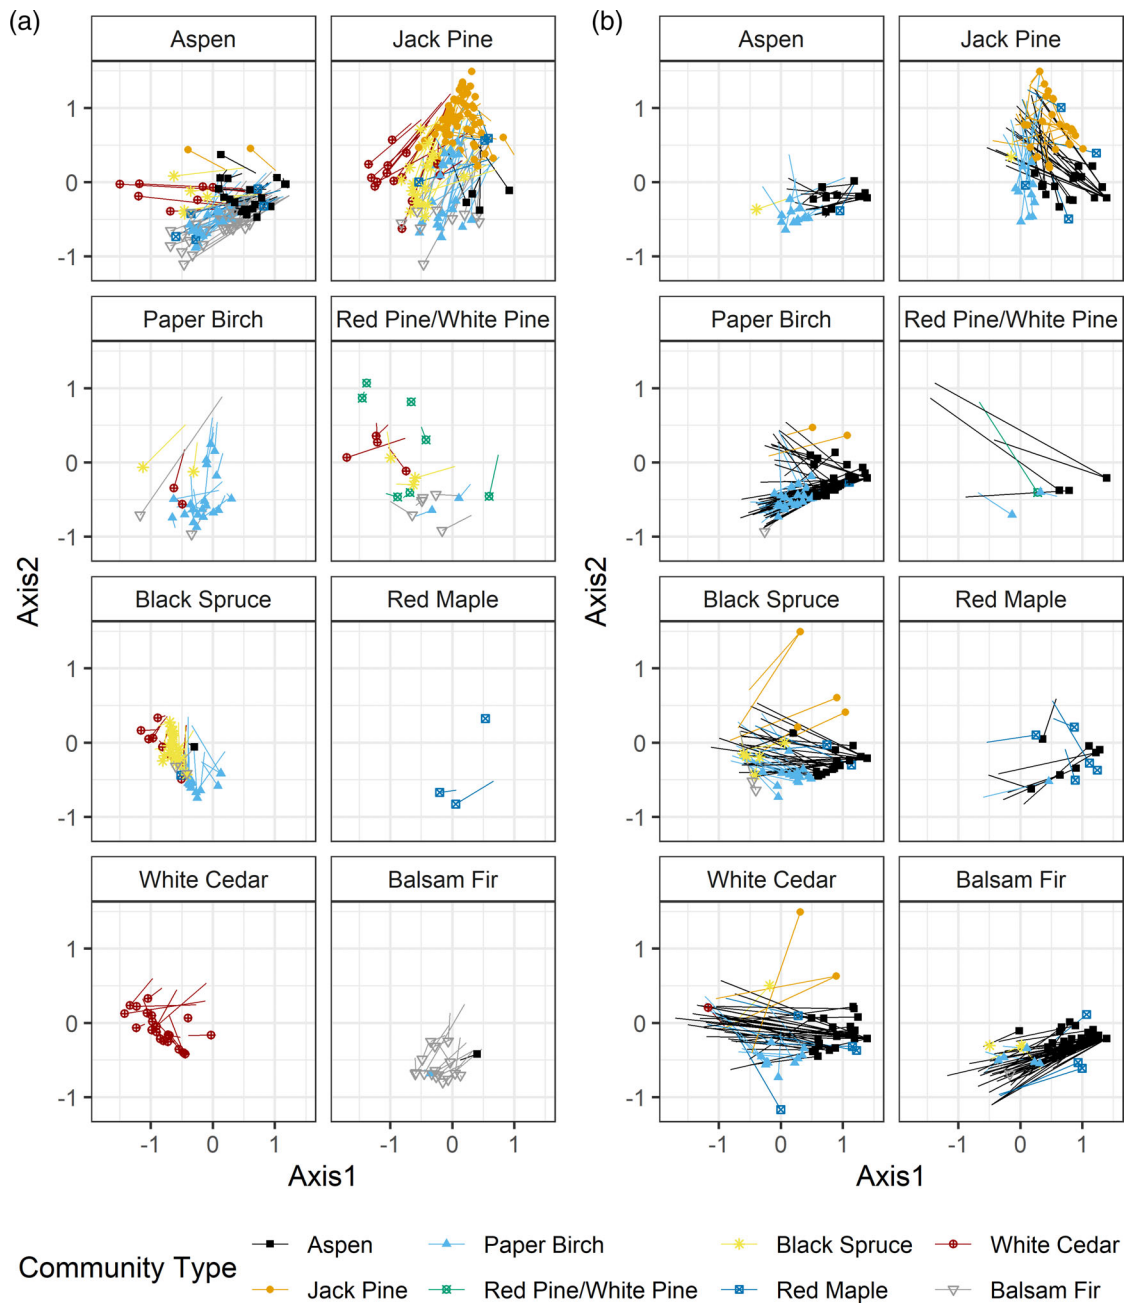 (a)
(b)
Aspen
Jack Pine
Aspen
Jack Pine
1
0
-1
1
0
-1
Paper Birch
Red Pine/White Pine
Paper Birch
Red Pine/White Pine
1
0
-1
1
0
-1
Axis2
Axis2
Black Spruce
Red Maple
Black Spruce
Red Maple
1
0
-1
1
0
-1
White Cedar
Balsam Fir
White Cedar
Balsam Fir
1
0
-1
1
0
-1
-1 0 1 -1 0 1
-1 0 1 -1 0 1
Axis1
Axis1
Community Type
Aspen
Paper Birch
Black Spruce
White Cedar
Jack Pine
Red Pine/White Pine
Red Maple
Balsam Fir